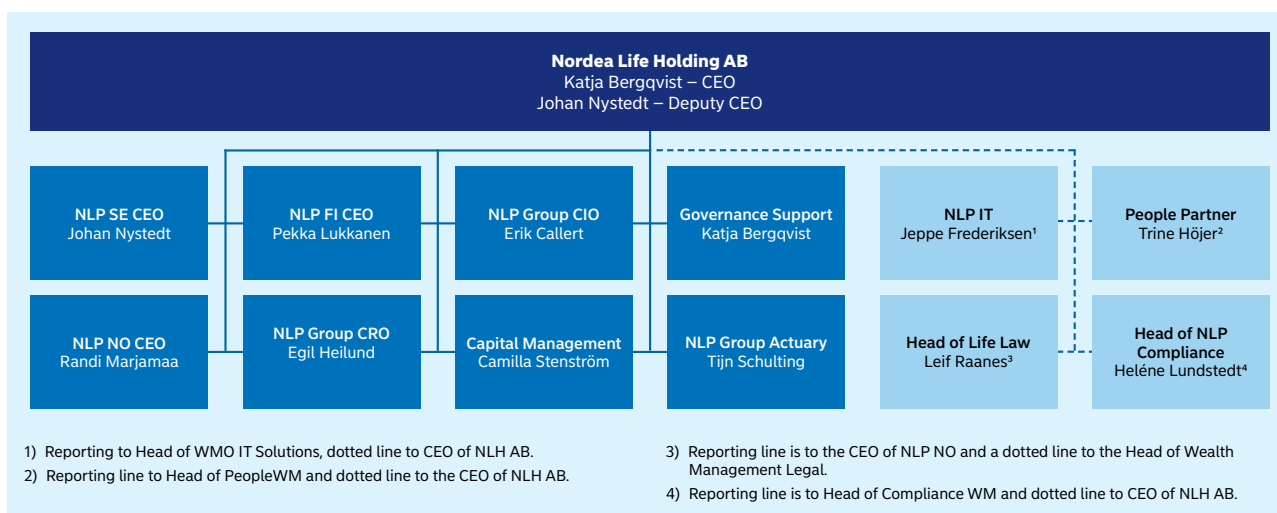 Nordea Life Holding AB
Katja Bergqvist – CEO
Johan Nystedt – Deputy CEO
NLP SE CEO
Johan Nystedt
NLP FI CEO
Pekka Lukkanen
NLP Group CIO
Erik Callert
Governance Support
Katja Bergqvist
NLP IT
Jeppe Frederiksen¹
People Partner
Trine Höjer²
NLP NO CEO
Randi Marjamaa
NLP Group CRO
Egil Heilund
Capital Management
Camilla Stenström
NLP Group Actuary
Tijn Schulting
Head of Life Law
Leif Raanes³
Head of NLP
Compliance
Heléne Lundstedt⁴
1) Reporting to Head of WMO IT Solutions, dotted line to CEO of NLH AB.
2) Reporting line to Head of PeopleWM and dotted line to the CEO of NLH AB.
3) Reporting line is to the CEO of NLP NO and a dotted line to the Head of Wealth
Management Legal.
4) Reporting line is to Head of Compliance WM and dotted line to CEO of NLH AB.